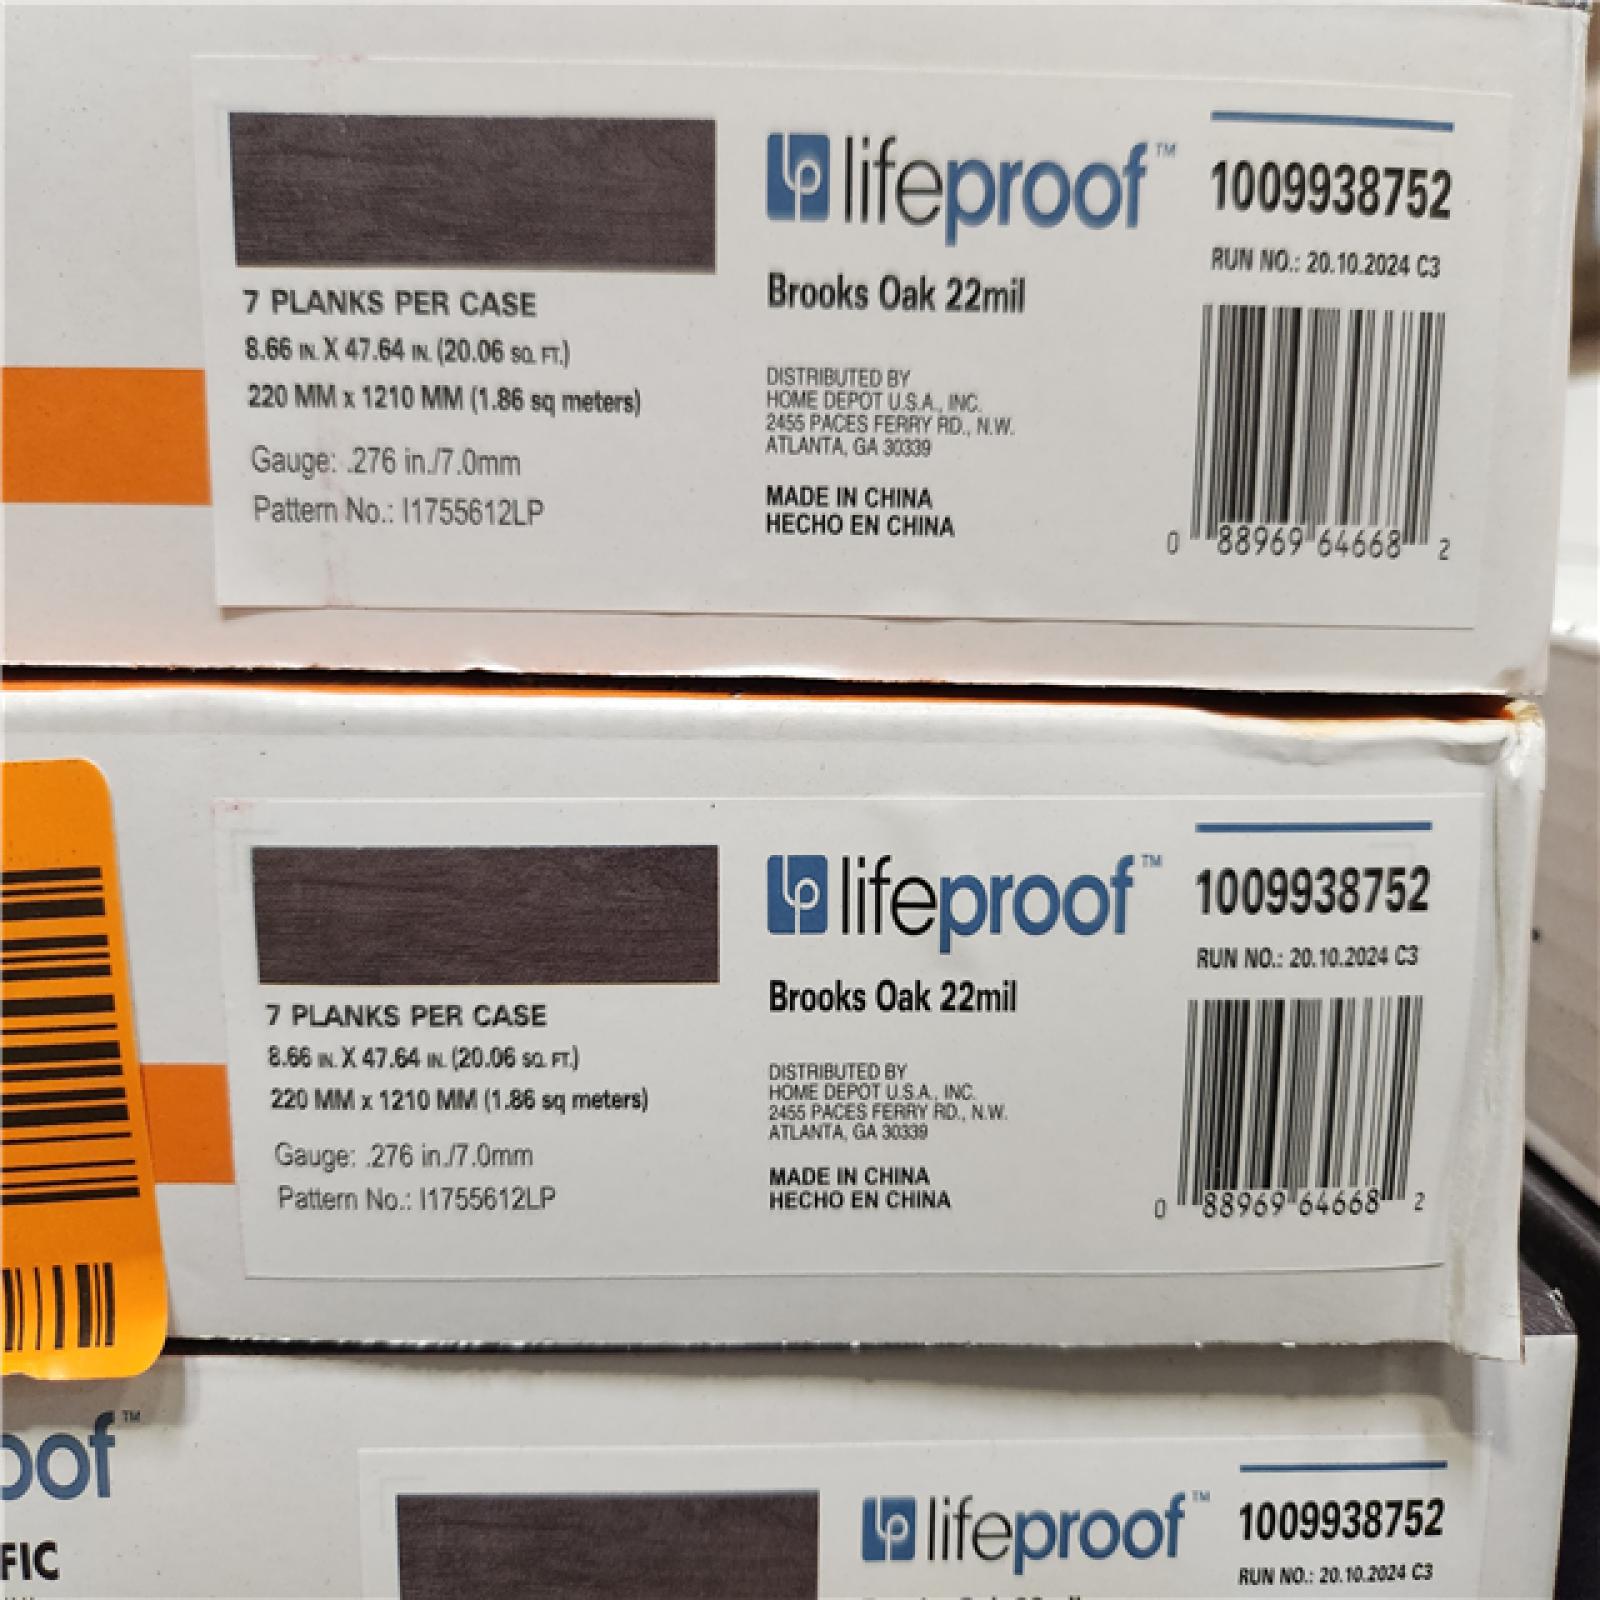 lifeproof™
1009938752
RUN NO.: 20.10.2024 C3
7 PLANKS PER CASE
8.66 IN. X 47.64 IN. (20.06 SQ. FT.)
220 MM x 1210 MM (1.86 sq meters)
Gauge: .276 in./7.0mm
Pattern No.: I1755612LP
Brooks Oak 22mil
DISTRIBUTED BY
HOME DEPOT U.S.A., INC.
2455 PACES FERRY RD., N.W.
ATLANTA, GA 30339
MADE IN CHINA
HECHO EN CHINA
0 88969 64668 2
lifeproof™
1009938752
RUN NO.: 20.10.2024 C3
7 PLANKS PER CASE
8.66 IN. X 47.64 IN. (20.06 SQ. FT.)
220 MM x 1210 MM (1.86 sq meters)
Gauge: .276 in./7.0mm
Pattern No.: I1755612LP
Brooks Oak 22mil
DISTRIBUTED BY
HOME DEPOT U.S.A., INC.
2455 PACES FERRY RD., N.W.
ATLANTA, GA 30339
MADE IN CHINA
HECHO EN CHINA
0 88969 64668 2
oof™
FIC
lifeproof™
1009938752
RUN NO.: 20.10.2024 C3